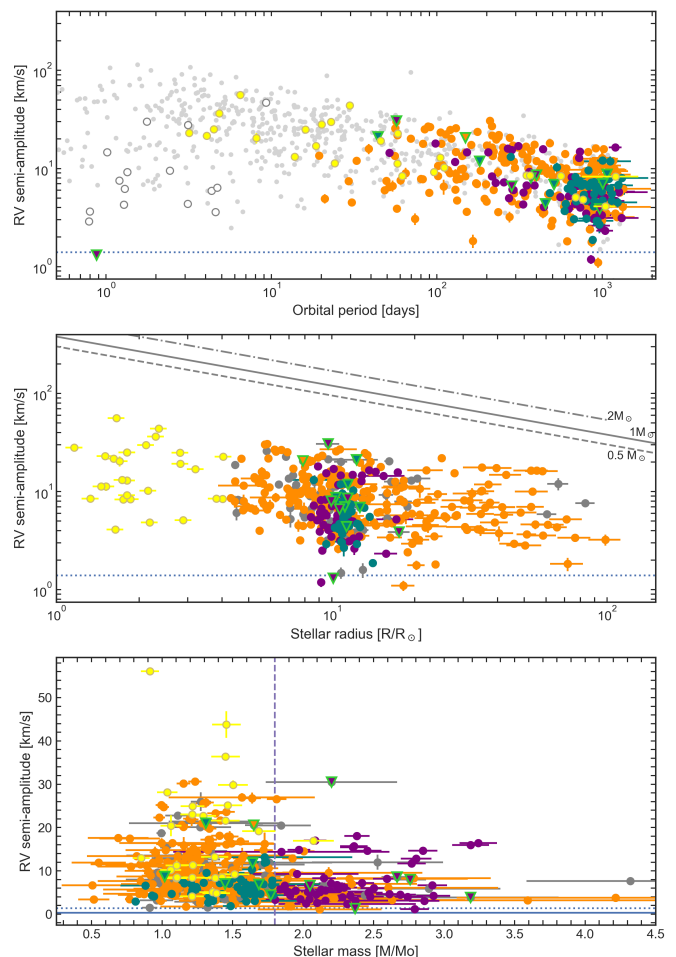 10²
10¹
10⁰
RV semi-amplitude [km/s]
10⁰ 10¹ 10² 10³
Orbital period [days]
10²
10¹
10⁰
RV semi-amplitude [km/s]
2M⊙
1M⊙
0.5 M⊙
10⁰ 10¹ 10²
Stellar radius [R/R⊙]
50
40
30
20
10
0
RV semi-amplitude [km/s]
0.5 1.0 1.5 2.0 2.5 3.0 3.5 4.0 4.5
Stellar mass [M/Mo]